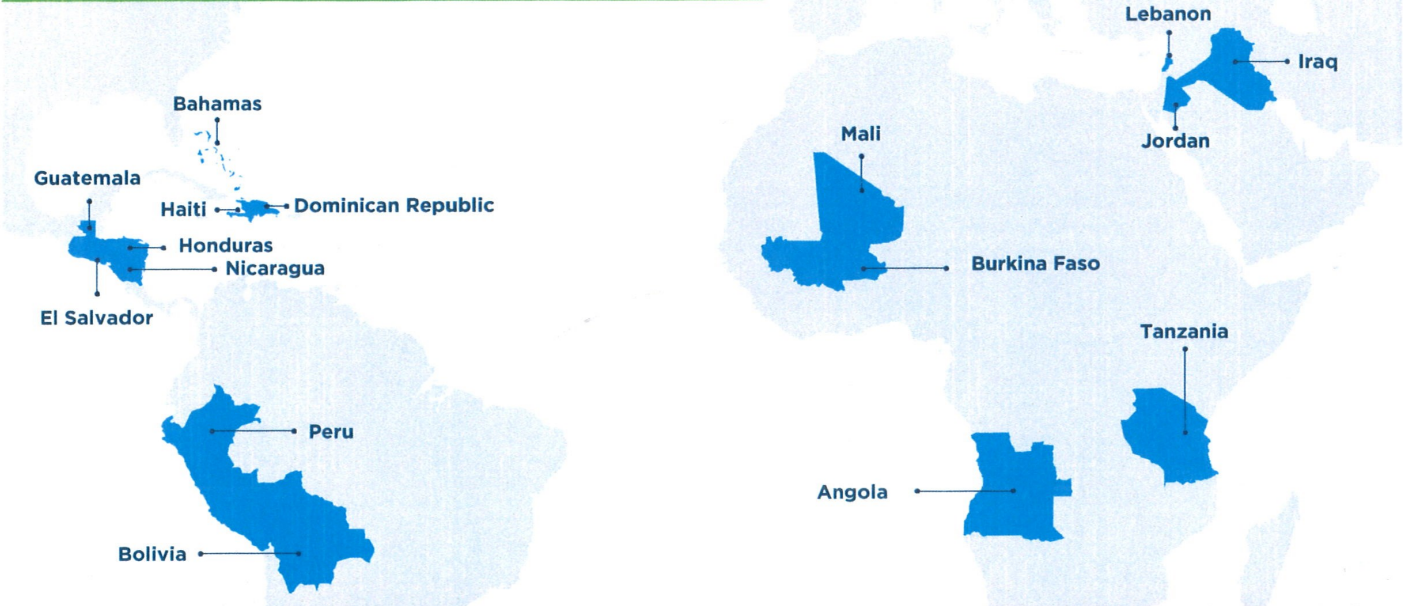 Lebanon
Iraq
Bahamas
Mali
Jordan
Guatemala
Haiti
Dominican Republic
Honduras
Nicaragua
Burkina Faso
El Salvador
Tanzania
Peru
Angola
Bolivia